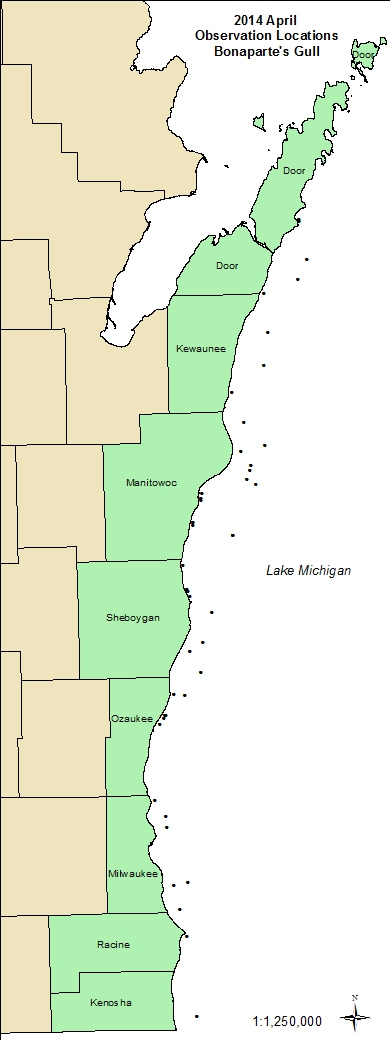 2014 April
Observation Locations
Bonaparte's Gull
Door
Door
Door
Kewaunee
Manitowoc
Lake Michigan
Sheboygan
Ozaukee
Milwaukee
Racine
Kenosha
N
1:1,250,000